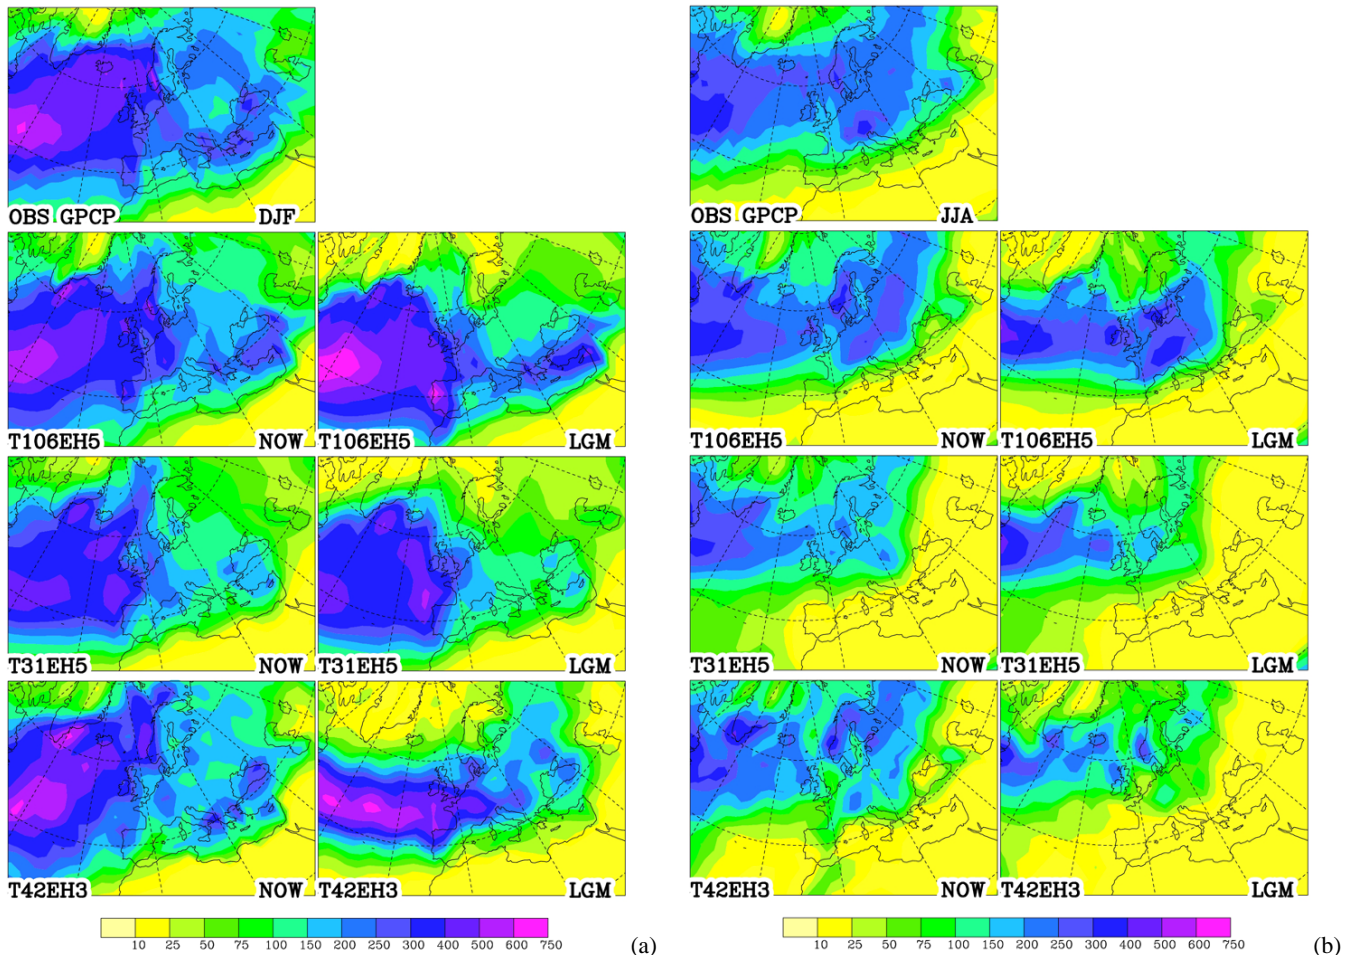 OBS GPCP DJF
OBS GPCP JJA
T106EH5 NOW T106EH5 LGM
T106EH5 NOW T106EH5 LGM
T31EH5 NOW T31EH5 LGM
T31EH5 NOW T31EH5 LGM
T42EH3 NOW T42EH3 LGM
T42EH3 NOW T42EH3 LGM
10 25 50 75 100 150 200 250 300 400 500 600 750
(a)
10 25 50 75 100 150 200 250 300 400 500 600 750
(b)